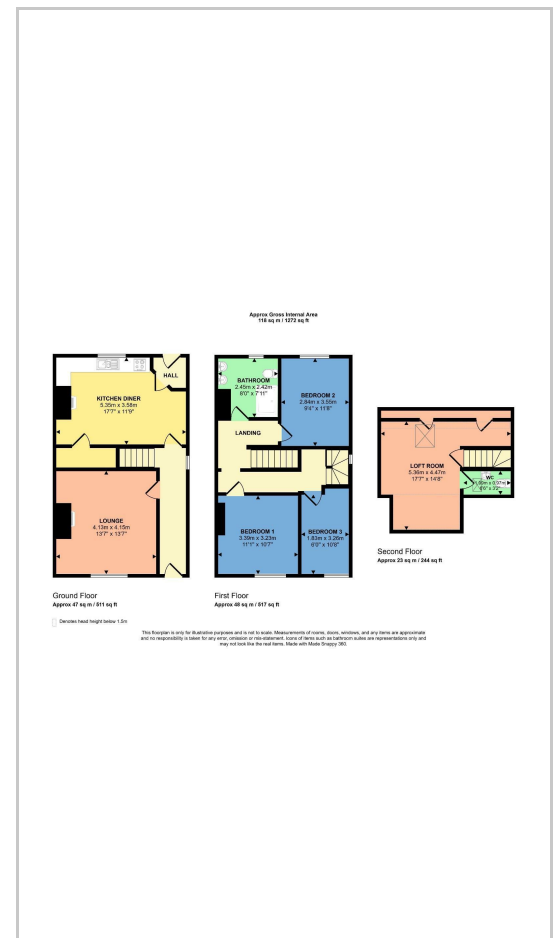 Approx Gross Internal Area
118 sq m / 1272 sq ft
HALL
KITCHEN DINER
5.35m x 3.58m
17'7" x 11'9"
LOUNGE
4.13m x 4.15m
13'7" x 13'7"
Ground Floor
Approx 47 sq m / 511 sq ft
BATHROOM
2.45m x 2.42m
8'0" x 7'11"
BEDROOM 2
2.84m x 3.55m
9'4" x 11'8"
LANDING
BEDROOM 1
3.39m x 3.23m
11'1" x 10'7"
BEDROOM 3
1.83m x 3.26m
6'0" x 10'8"
First Floor
Approx 48 sq m / 517 sq ft
LOFT ROOM
5.36m x 4.47m
17'7" x 14'8"
WC
Second Floor
Approx 23 sq m / 244 sq ft
Denotes head height below 1.5m
This floorplan is only for illustrative purposes and is not to scale. Measurements of rooms, doors, windows, and any items are approximate
and no responsibility is taken for any error, omission or mis-statement. Icons of items such as bathroom suites are representations only and
may not look like the real items. Made with Made Snappy 360.